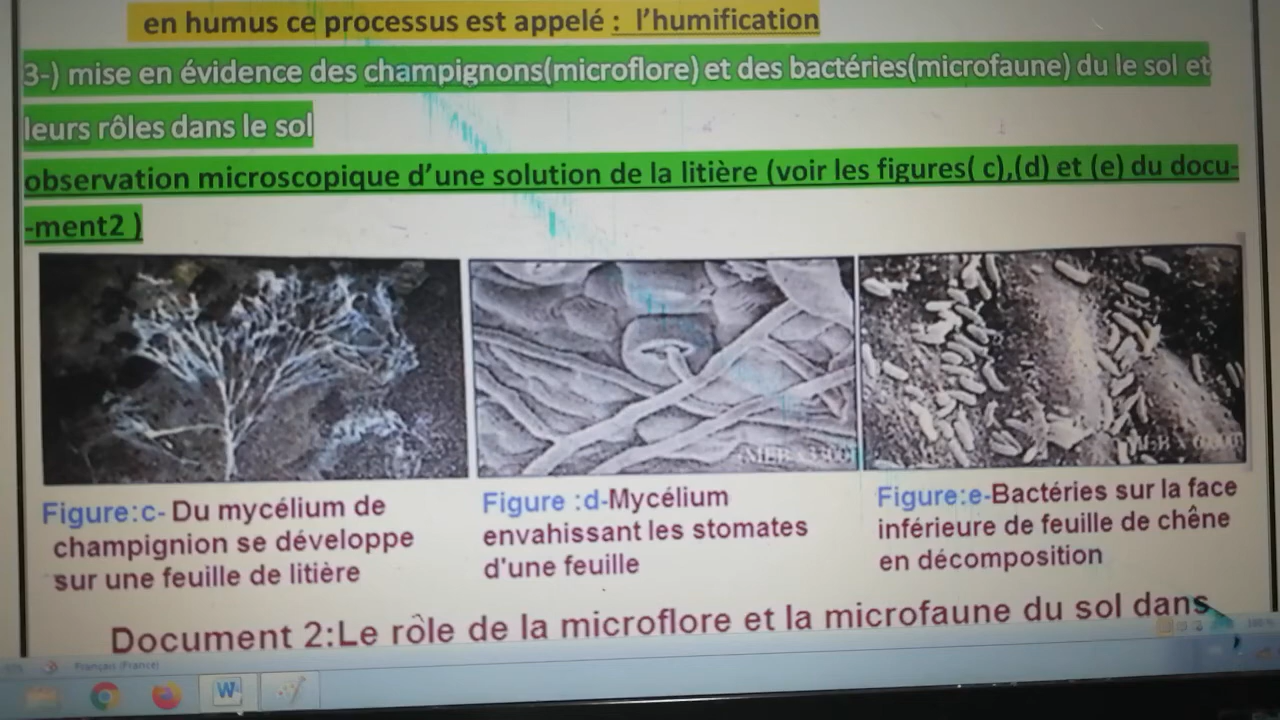 en humus ce processus est appelé : l'humification
3-) mise en évidence des champignons(microflore) et des bactéries(microfaune) du le sol et
leurs rôles dans le sol
observation microscopique d'une solution de la litière (voir les figures( c),(d) et (e) du docu-
-ment2 )
Figure:c- Du mycélium de
champignion se développe
sur une feuille de litière
Figure :d-Mycélium
envahissant les stomates
d'une feuille
Figure:e-Bactéries sur la face
inférieure de feuille de chêne
en décomposition
Document 2:Le rôle de la microflore et la microfaune du sol dans
Français (France)